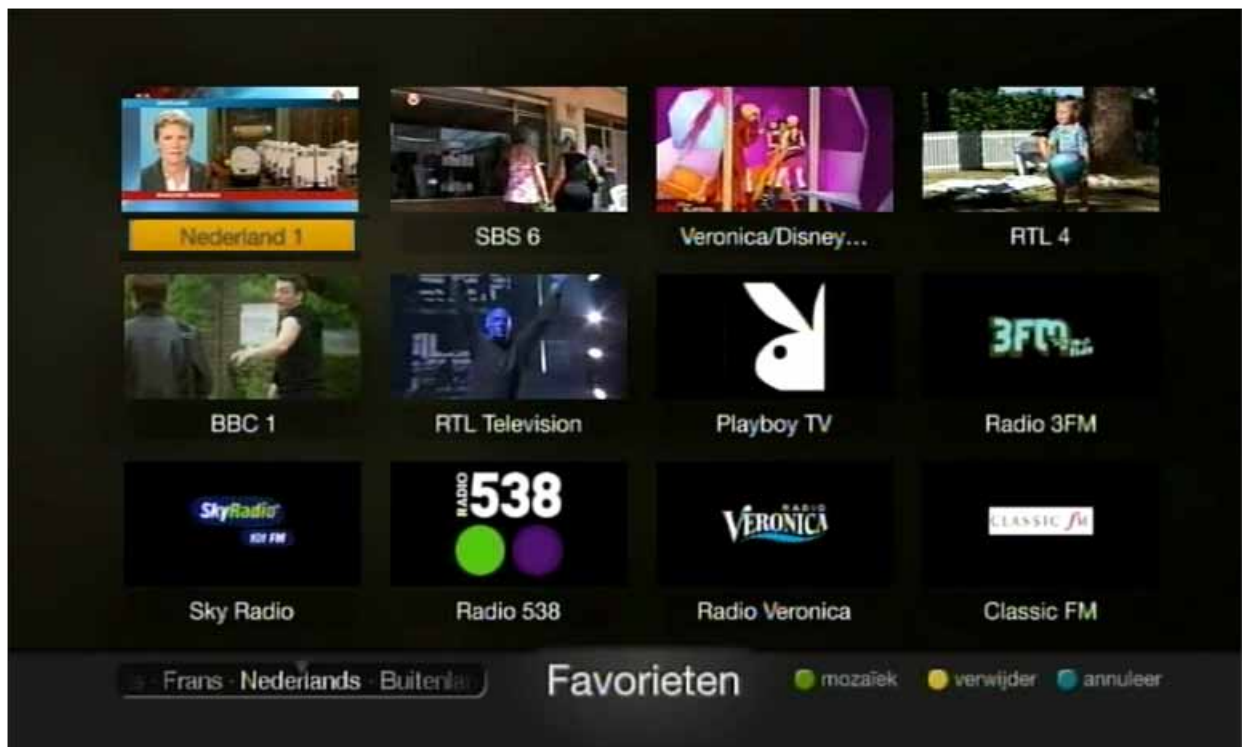 Nederland 1
SBS 6
Veronica/Disney...
RTL 4
BBC 1
RTL Television
Playboy TV
3FM
Radio 3FM
SkyRadio
101 FM
RADIO 538
RADIO VERONICA
CLASSIC fM
Sky Radio
Radio 538
Radio Veronica
Classic FM
Frans · Nederlands · Buitenla
Favorieten
mozaïek
verwijder
annuleer